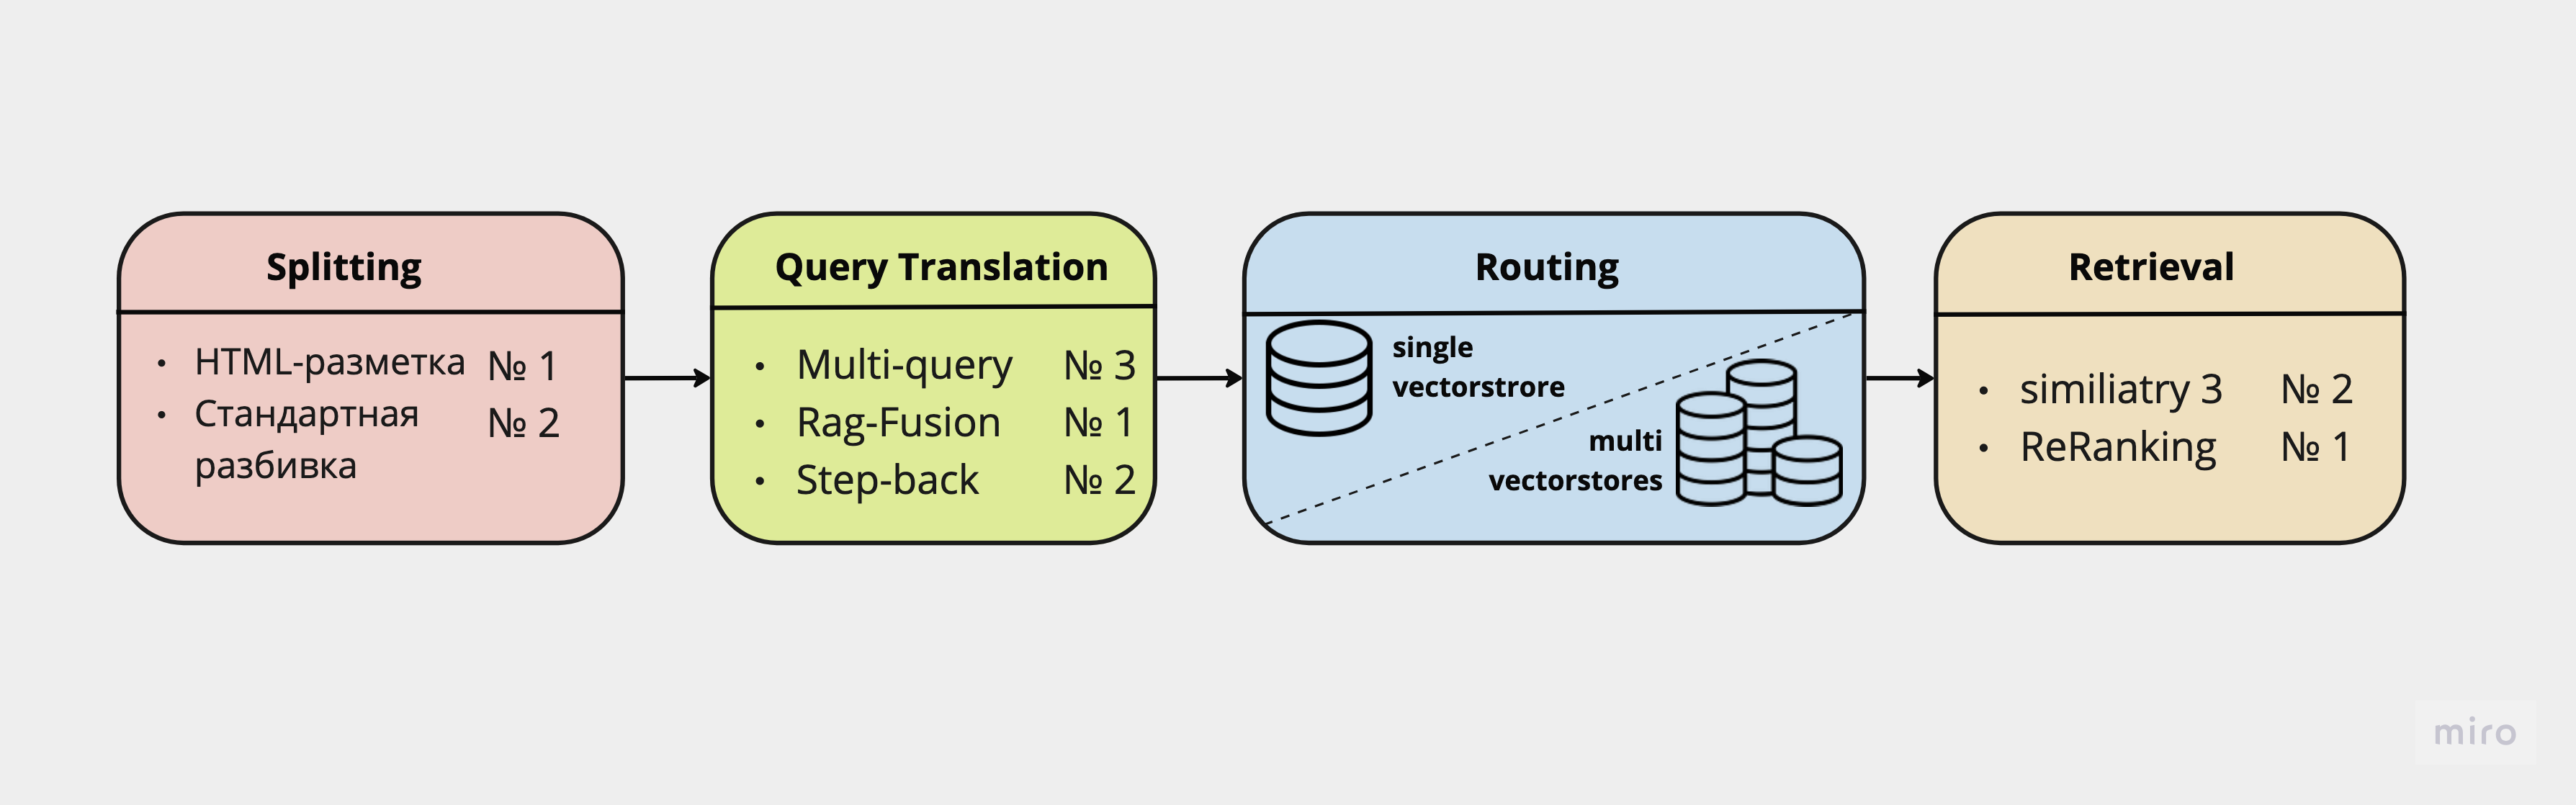 Splitting
• HTML-разметка № 1
• Стандартная № 2
разбивка
Query Translation
• Multi-query № 3
• Rag-Fusion № 1
• Step-back № 2
Routing
single
vectorstrore
multi
vectorstores
Retrieval
• similiatry 3 № 2
• ReRanking № 1
miro